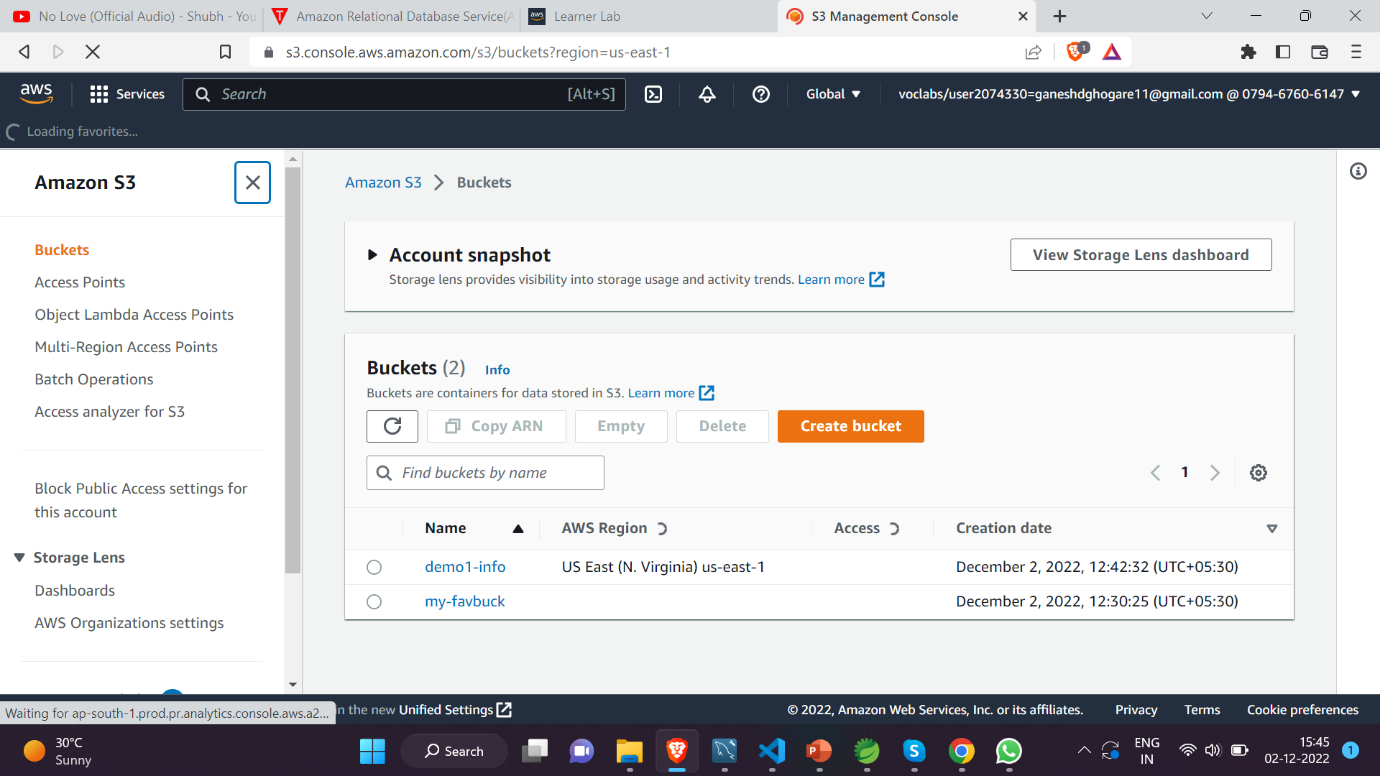 No Love (Official Audio) - Shubh - You
Amazon Relational Database Service(A
Learner Lab
S3 Management Console
s3.console.aws.amazon.com/s3/buckets?region=us-east-1
1
aws
Services
Search
[Alt+S]
Global
voclabs/user2074330=ganeshdghogare11@gmail.com @ 0794-6760-6147
Loading favorites...
Amazon S3
Buckets
Access Points
Object Lambda Access Points
Multi-Region Access Points
Batch Operations
Access analyzer for S3
Block Public Access settings for
this account
Storage Lens
Dashboards
AWS Organizations settings
Amazon S3
Buckets
Account snapshot
Storage lens provides visibility into storage usage and activity trends. Learn more
View Storage Lens dashboard
Buckets (2) Info
Buckets are containers for data stored in S3. Learn more
Copy ARN
Empty
Delete
Create bucket
Find buckets by name
1
Name
AWS Region
Access
Creation date
demo1-info
US East (N. Virginia) us-east-1
December 2, 2022, 12:42:32 (UTC+05:30)
my-favbuck
December 2, 2022, 12:30:25 (UTC+05:30)
Waiting for ap-south-1.prod.pr.analytics.console.aws.a2...
in the new Unified Settings
© 2022, Amazon Web Services, Inc. or its affiliates.
Privacy
Terms
Cookie preferences
30°C
Sunny
Search
ENG
IN
15:45
02-12-2022
1